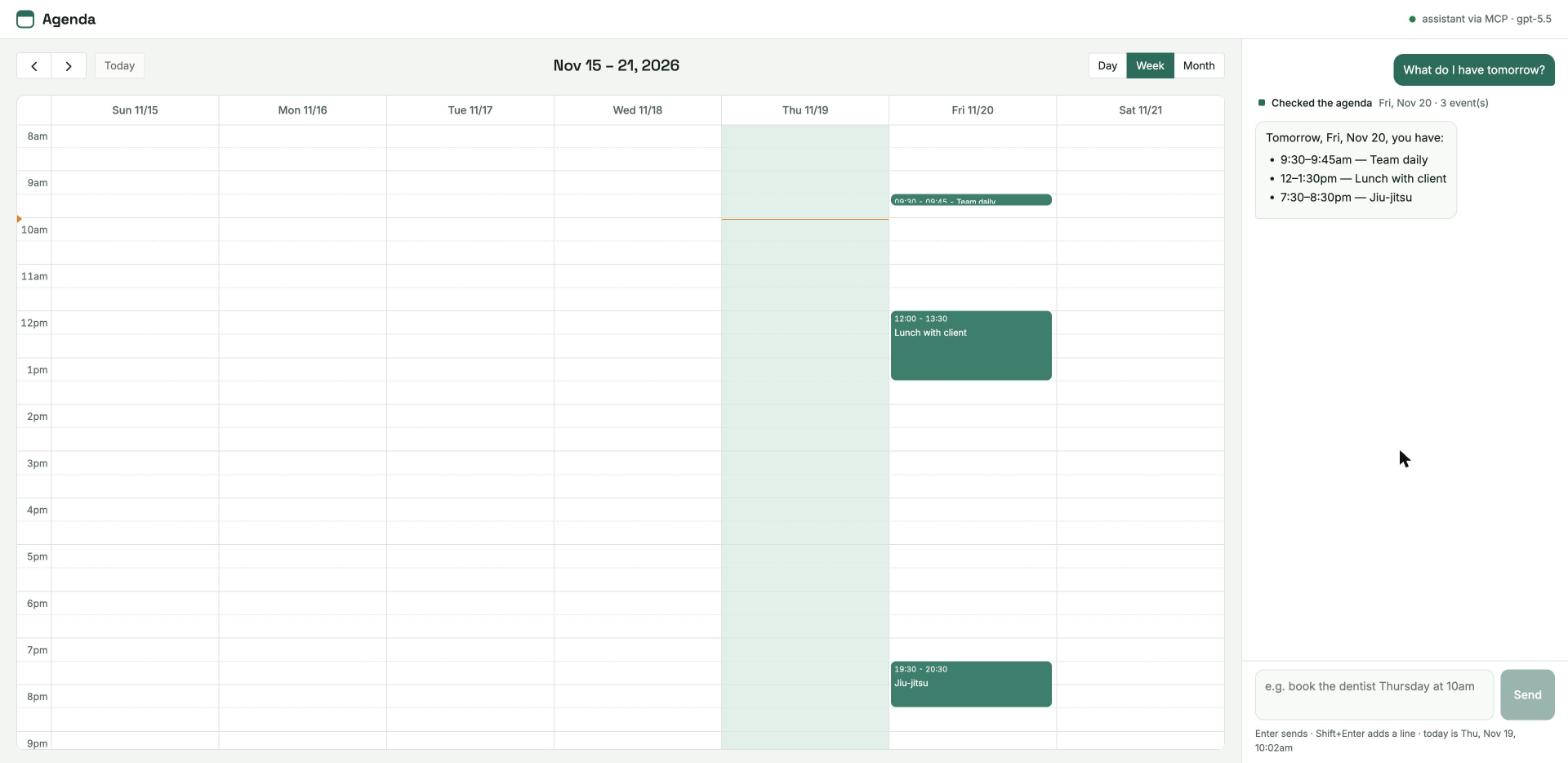 Agenda
assistant via MCP · gpt-5.5
Today
Nov 15 – 21, 2026
Day
Week
Month
Sun 11/15
Mon 11/16
Tue 11/17
Wed 11/18
Thu 11/19
Fri 11/20
Sat 11/21
8am
9am
10am
11am
12pm
1pm
2pm
3pm
4pm
5pm
6pm
7pm
8pm
9pm
09:30 - 09:45 - Team daily
12:00 - 13:30
Lunch with client
19:30 - 20:30
Jiu-jitsu
What do I have tomorrow?
Checked the agenda Fri, Nov 20 · 3 event(s)
Tomorrow, Fri, Nov 20, you have:
• 9:30–9:45am — Team daily
• 12–1:30pm — Lunch with client
• 7:30–8:30pm — Jiu-jitsu
e.g. book the dentist Thursday at 10am
Send
Enter sends · Shift+Enter adds a line · today is Thu, Nov 19,
10:02am